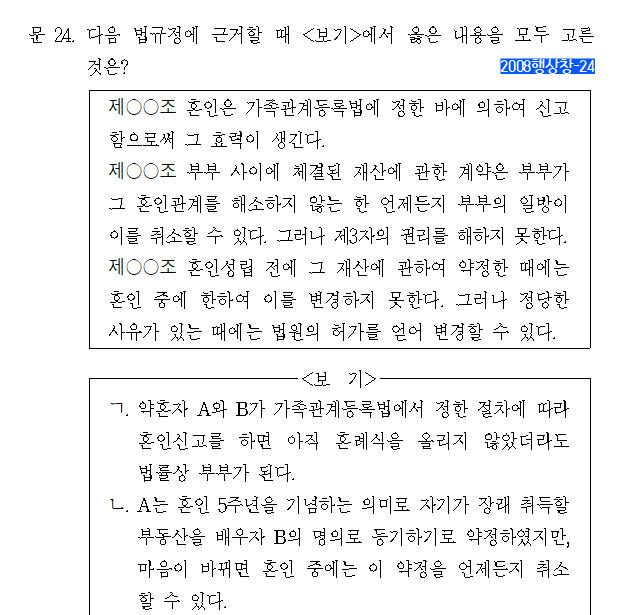 문 24. 다음 법규정에 근거할 때 <보기>에서 옳은 내용을 모두 고른
것은?
2008행상창-24
제○○조 혼인은 가족관계등록법에 정한 바에 의하여 신고
함으로써 그 효력이 생긴다.
제○○조 부부 사이에 체결된 재산에 관한 계약은 부부가
그 혼인관계를 해소하지 않는 한 언제든지 부부의 일방이
이를 취소할 수 있다. 그러나 제3자의 권리를 해하지 못한다.
제○○조 혼인성립 전에 그 재산에 관하여 약정한 때에는
혼인 중에 한하여 이를 변경하지 못한다. 그러나 정당한
사유가 있는 때에는 법원의 허가를 얻어 변경할 수 있다.
<보 기>
ㄱ. 약혼자 A와 B가 가족관계등록법에서 정한 절차에 따라
혼인신고를 하면 아직 혼례식을 올리지 않았더라도
법률상 부부가 된다.
ㄴ. A는 혼인 5주년을 기념하는 의미로 자기가 장래 취득할
부동산을 배우자 B의 명의로 등기하기로 약정하였지만,
마음이 바뀌면 혼인 중에는 이 약정을 언제든지 취소
할 수 있다.